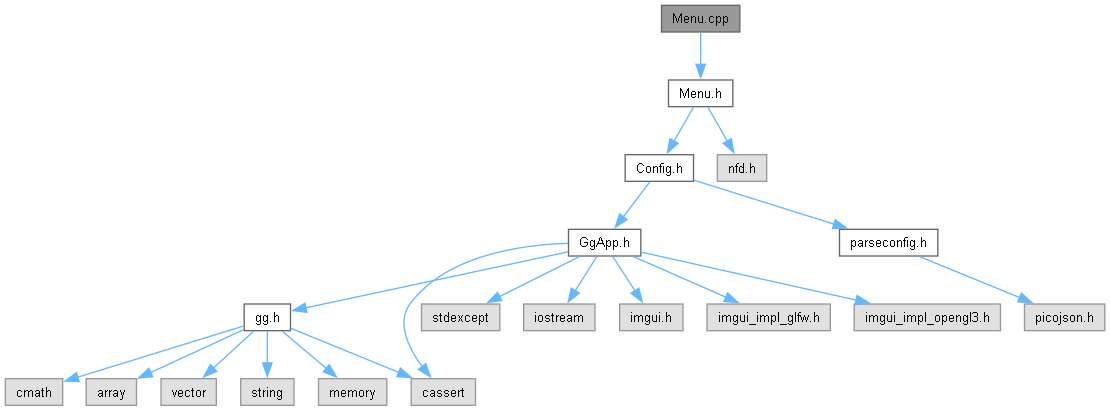 Menu.cpp
Menu.h
Config.h
nfd.h
GgApp.h
parseconfig.h
gg.h
stdexcept
iostream
imgui.h
imgui_impl_glfw.h
imgui_impl_opengl3.h
picojson.h
cmath
array
vector
string
memory
cassert